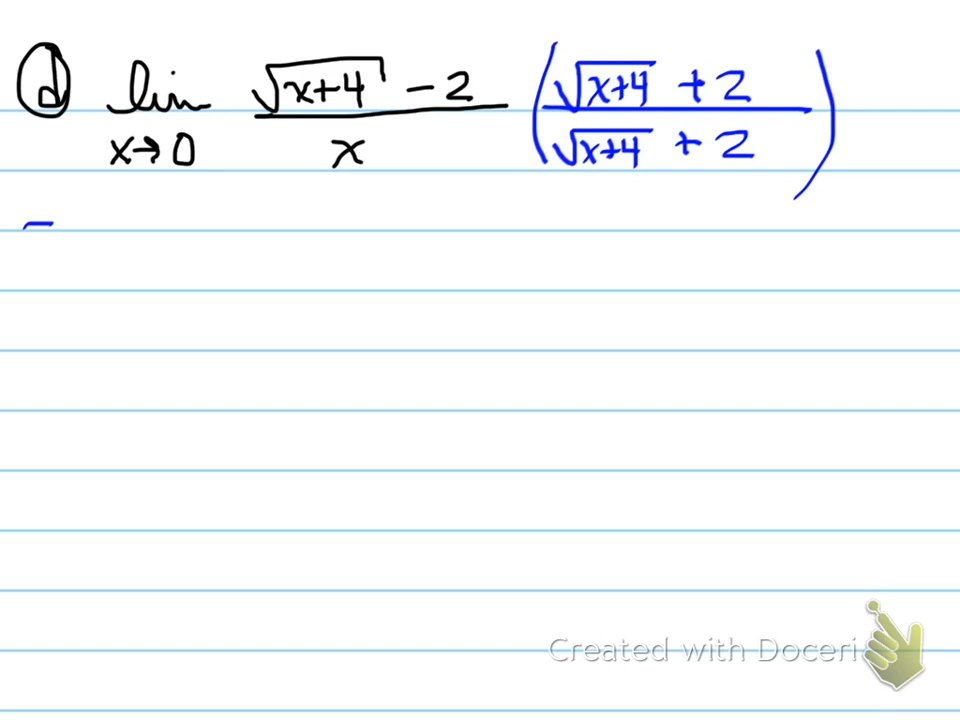 (d) lim x→0 (√(x+4) - 2)/x ((√(x+4) + 2)/(√(x+4) + 2))
=
Created with Doceri